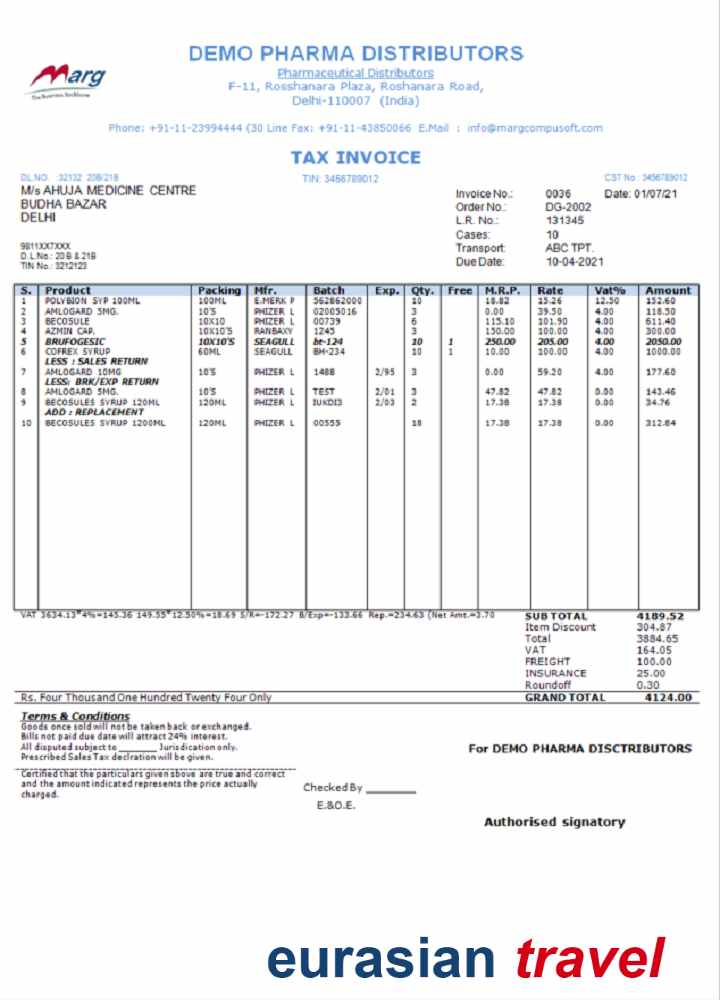 Marg
DEMO PHARMA DISTRIBUTORS
Pharmaceutical Distributors
F-11, Rosshanara Plaza, Roshanara Road,
Delhi-110007 (India)
Phone: +91-11-23994444 (30 Line Fax: +91-11-43850066 E.Mail : info@margcompusoft.com
TAX INVOICE
DL.NO. :32132 20B/21B TIN: 3456789012 CST No : 3456789012
M/s AHUJA MEDICINE CENTRE
BUDHA BAZAR
DELHI
9811XXTXXX
D.L.No.: 20B & 21B
TIN No.: 3212123
Invoice No.: 0036 Date: 01/07/21
Order No.: DG-2002
L.R. No.: 131345
Cases: 10
Transport: ABC TPT.
Due Date: 10-04-2021
S. Product Packing Mfr. Batch Exp. Qty. Free M.R.P. Rate Vat% Amount
1 POLYBION SYP 100ML 100ML E.MERK P 562862000 10 18.82 15.26 12.50 152.60
2 AMLOGARD 5MG. 10'S PHIZER L 02005016 3 0.00 39.50 4.00 118.50
3 BECOSULE 10X10 PHIZER L 00739 6 115.10 101.90 4.00 611.40
4 AZMIN CAP. 10X10'S RANBAXY 1245 3 150.00 100.00 4.00 300.00
5 BRUFOGESIC 10X10'S SEAGULL bt-124 10 1 250.00 205.00 4.00 2050.00
6 COFREX SYRUP 60ML SEAGULL BH-234 10 1 10.00 100.00 4.00 1000.00
LESS : SALES RETURN
7 AMLOGARD 10MG 10'S PHIZER L 1488 2/95 3 0.00 59.20 4.00 177.60
LESS: BRK/EXP RETURN
8 AMLOGARD 5MG. 10'S PHIZER L TEST 2/01 3 47.82 47.82 0.00 143.46
9 BECOSULES SYRUP 120ML 120ML PHIZER L IUKDI3 2/03 2 17.38 17.38 0.00 34.76
ADD : REPLACEMENT
10 BECOSULES SYRUP 1200ML 120ML PHIZER L 00555 18 17.38 17.38 0.00 312.84
VAT 3634.13*4%=145.36 149.55*12.50%=18.69 S/R=-172.27 B/Exp=-133.66 Rep.=234.63 (Net Amt.=3.70
SUB TOTAL 4189.52
Item Discount 304.87
Total 3884.65
VAT 164.05
FREIGHT 100.00
INSURANCE 25.00
Roundoff 0.30
Rs. Four Thousand One Hundred Twenty Four Only GRAND TOTAL 4124.00
Terms & Conditions
Goods once sold will not be taken back or exchanged.
Bills not paid due date will attract 24% interest.
All disputed subject to ________ Jurisdication only.
Prescribed Sales Tax declration will be given.
Certified that the particulars given above are true and correct
and the amount indicated represents the price actually
charged.
Checked By ________
E.&O.E.
For DEMO PHARMA DISCTRIBUTORS
Authorised signatory
eurasian travel